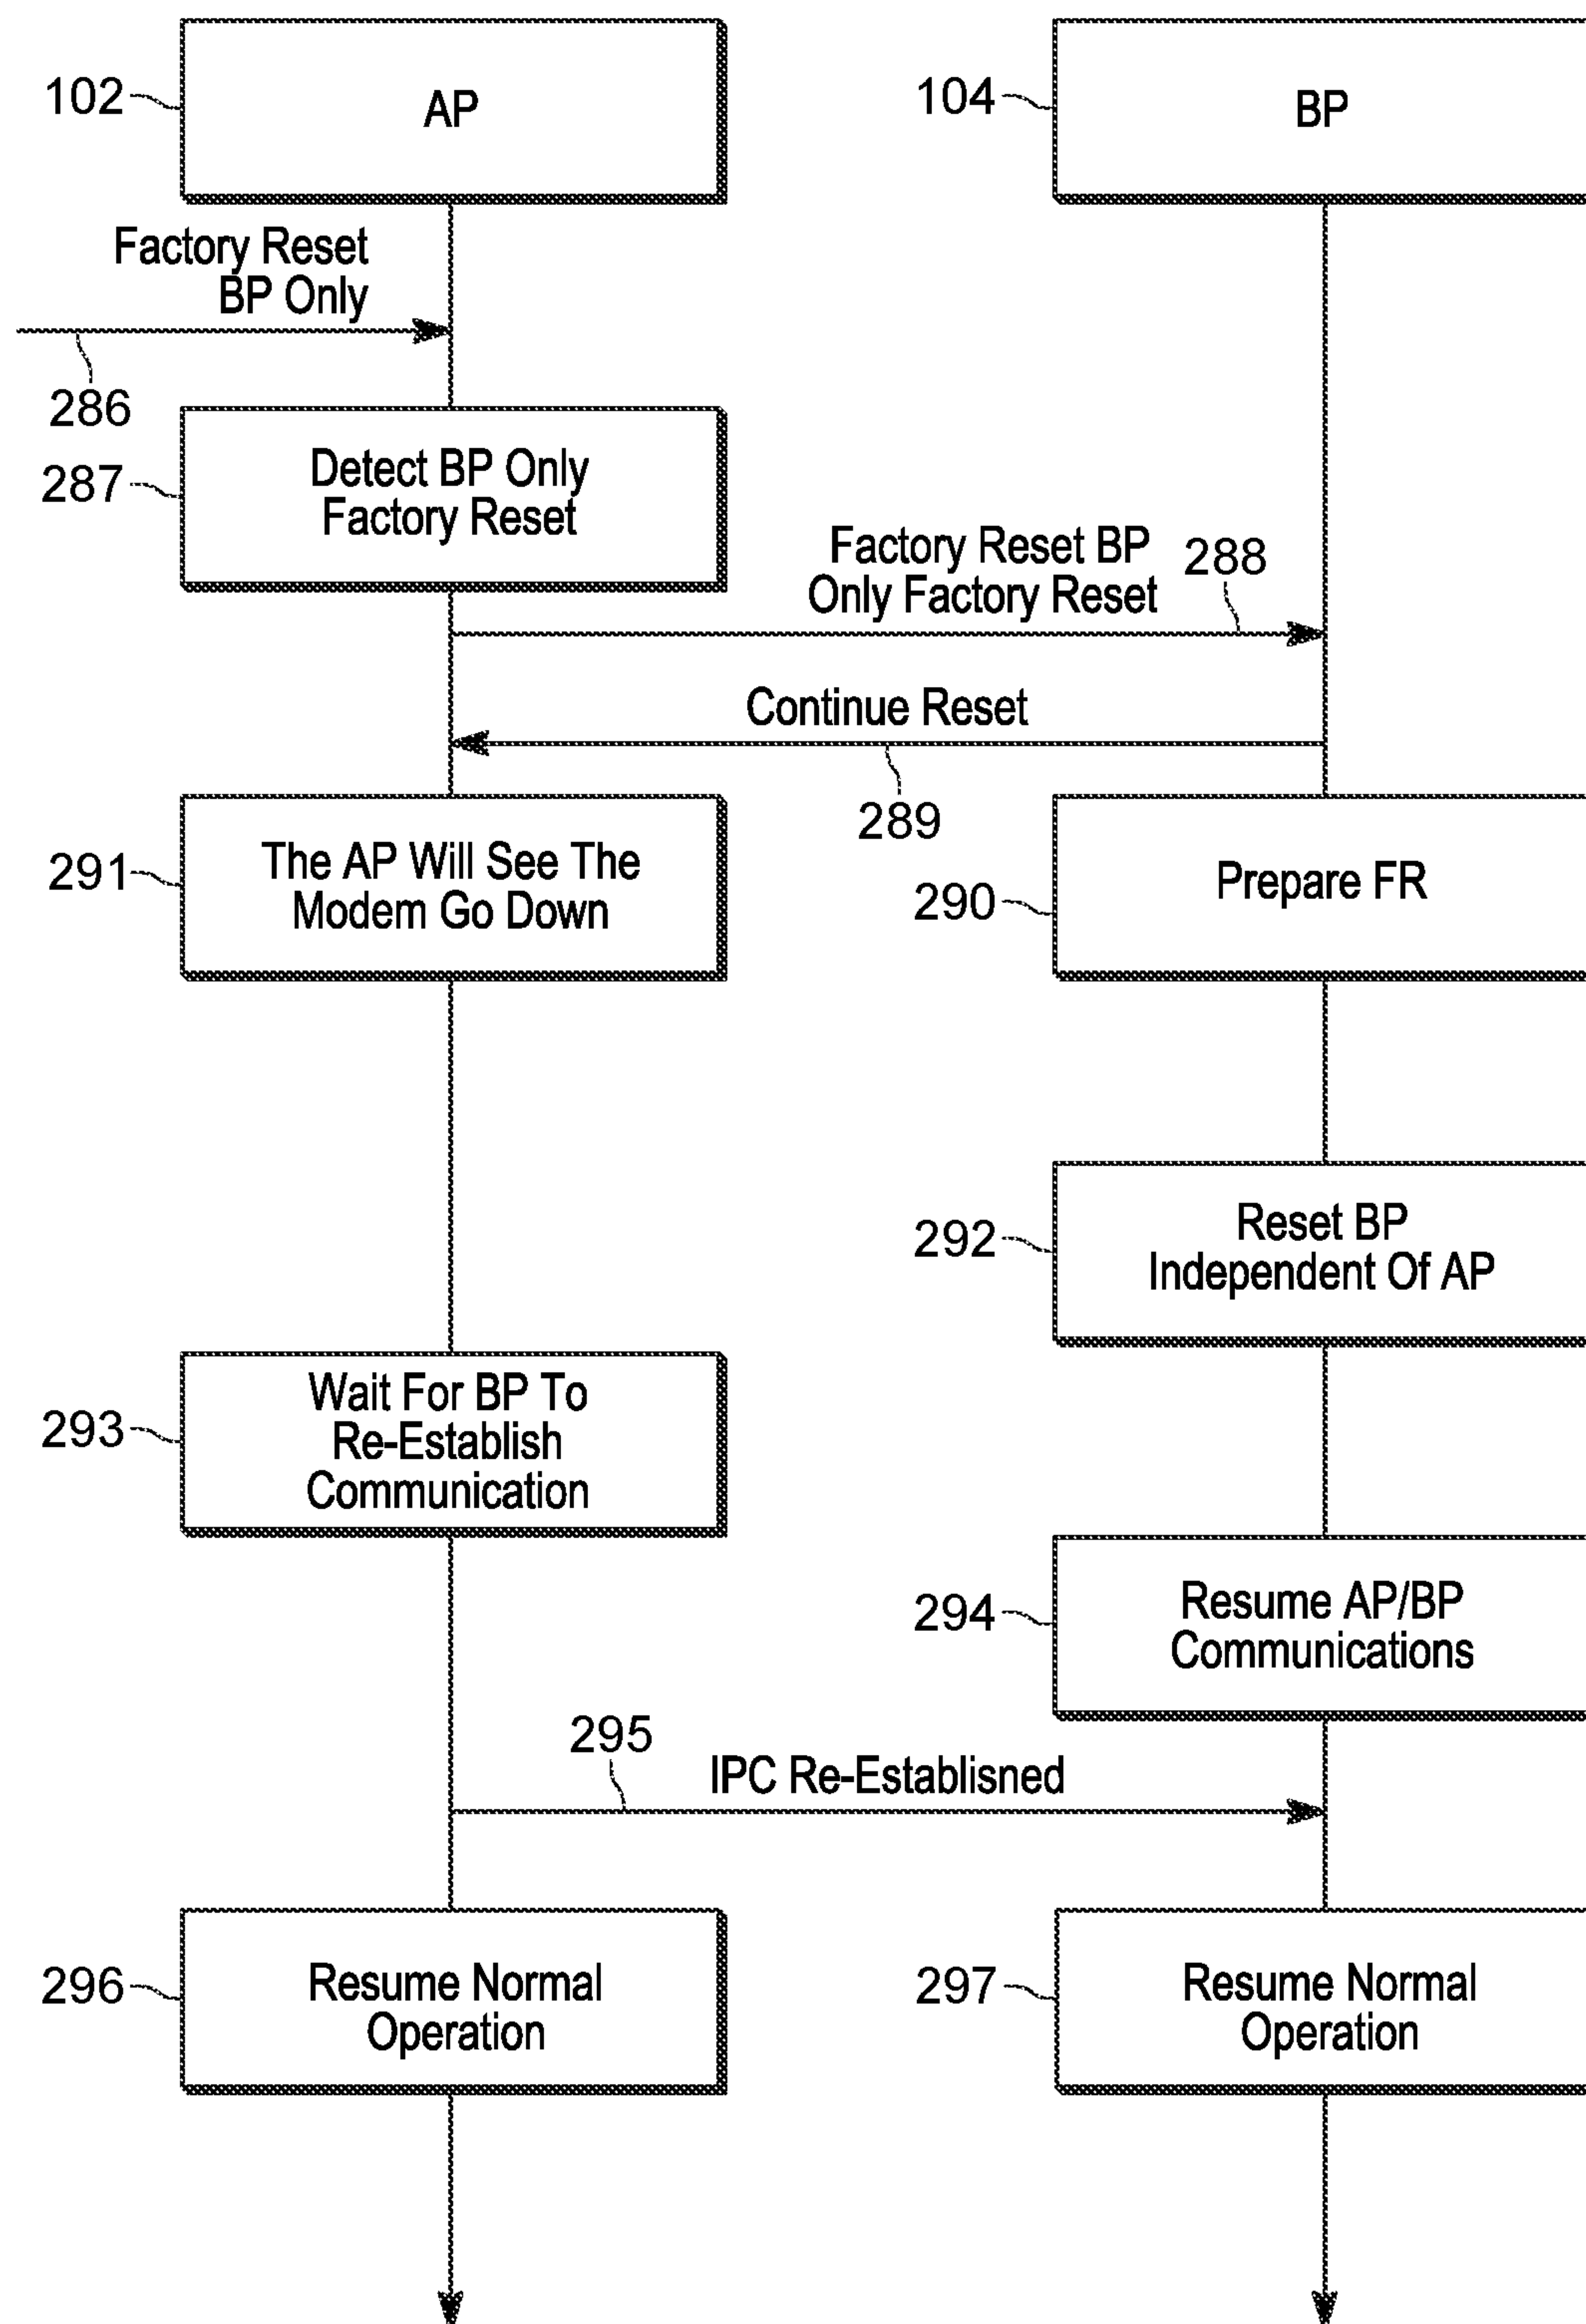 102
AP
104
BP
Factory Reset
BP Only
286
287
Detect BP Only
Factory Reset
Factory Reset BP
Only Factory Reset
288
Continue Reset
289
291
The AP Will See The
Modem Go Down
290
Prepare FR
292
Reset BP
Independent Of AP
293
Wait For BP To
Re-Establish
Communication
294
Resume AP/BP
Communications
295
IPC Re-Establisned
296
Resume Normal
Operation
297
Resume Normal
Operation